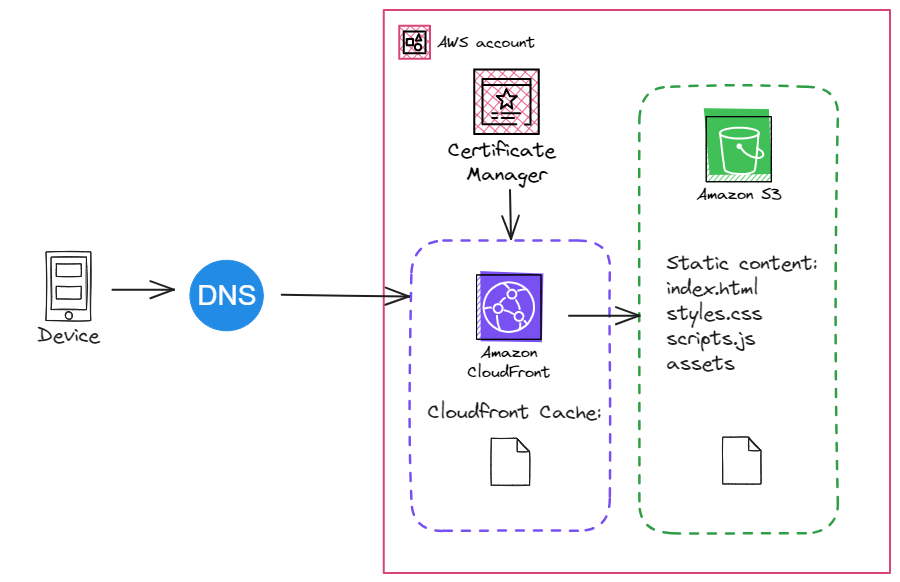 AWS account
Certificate
Manager
Amazon S3
Device
DNS
Amazon
CloudFront
Cloudfront Cache:
Static content:
index.html
styles.css
scripts.js
assets